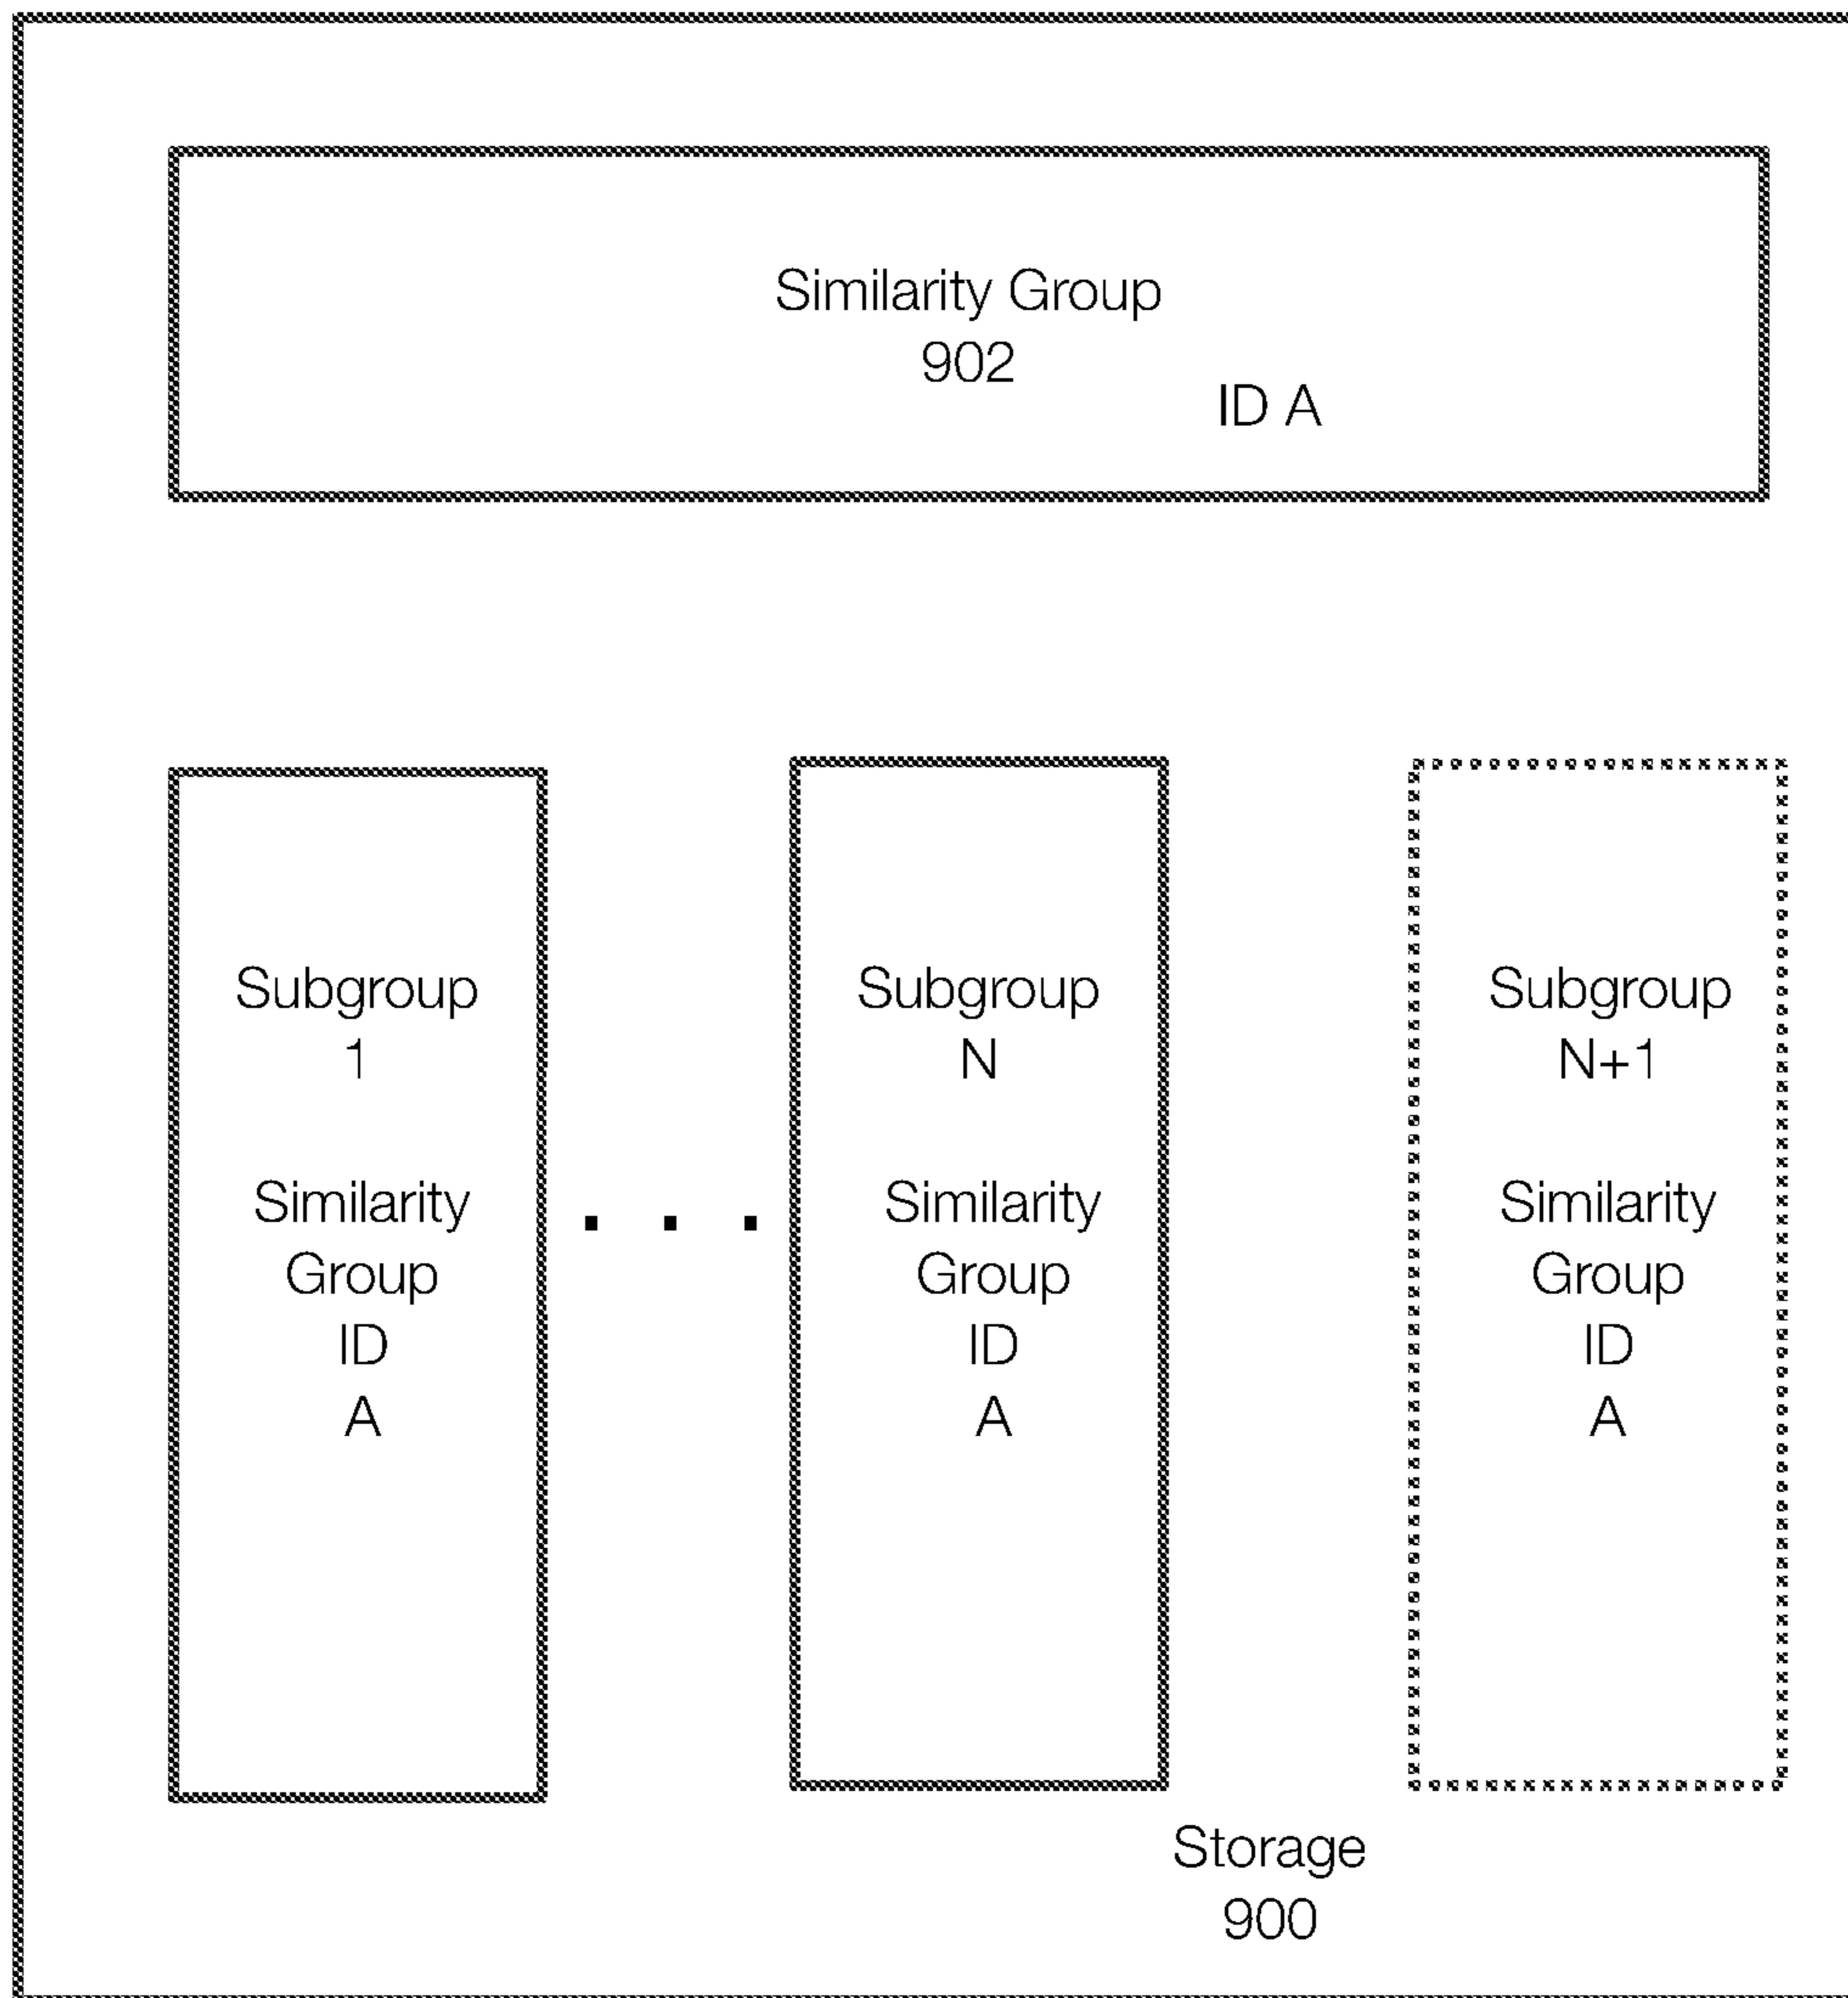 Similarity Group
902
ID A
Subgroup
1
Similarity
Group
ID
A
. . .
Subgroup
N
Similarity
Group
ID
A
Subgroup
N+1
Similarity
Group
ID
A
Storage
900